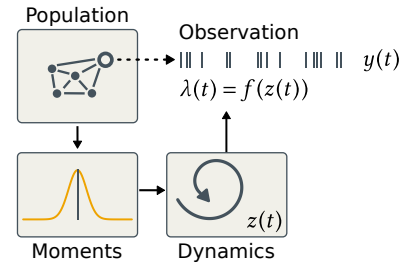 Population
Observation
y(t)
λ(t) = f(z(t))
z(t)
Moments
Dynamics